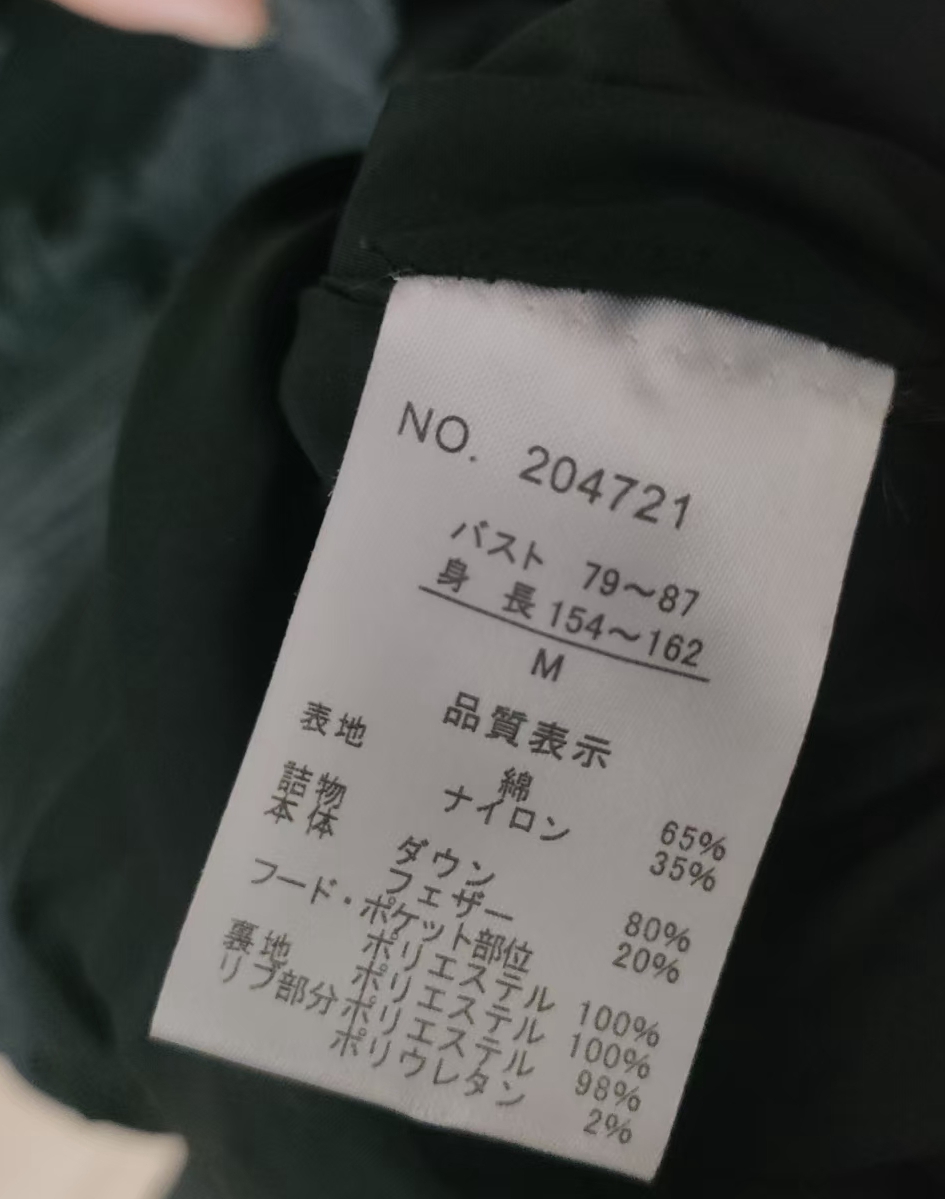 NO. 204721
バスト 79〜87
身長 154〜162
M
品質表示
表地 綿 65%
ナイロン 35%
詰物
本体 ダウン 80%
フェザー 20%
フード・ポケット部位
ポリエステル 100%
裏地 ポリエステル 100%
リブ部分 ポリエステル 98%
ポリウレタン 2%